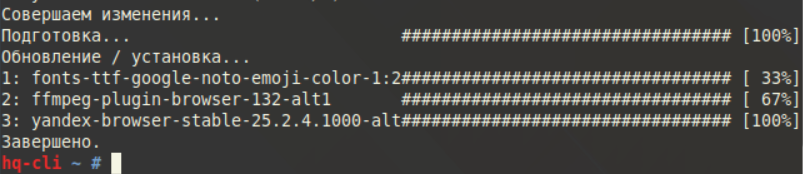 Совершаем изменения...
Подготовка... ################################# [100%]
Обновление / установка...
1: fonts-ttf-google-noto-emoji-color-1:2################################# [ 33%]
2: ffmpeg-plugin-browser-132-alt1 ################################# [ 67%]
3: yandex-browser-stable-25.2.4.1000-alt################################# [100%]
Завершено.
hq-cli ~ #